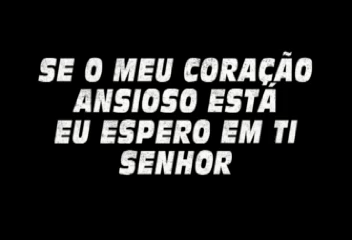 SE O MEU CORAÇÃO
ANSIOSO ESTÁ
EU ESPERO EM TI
SENHOR